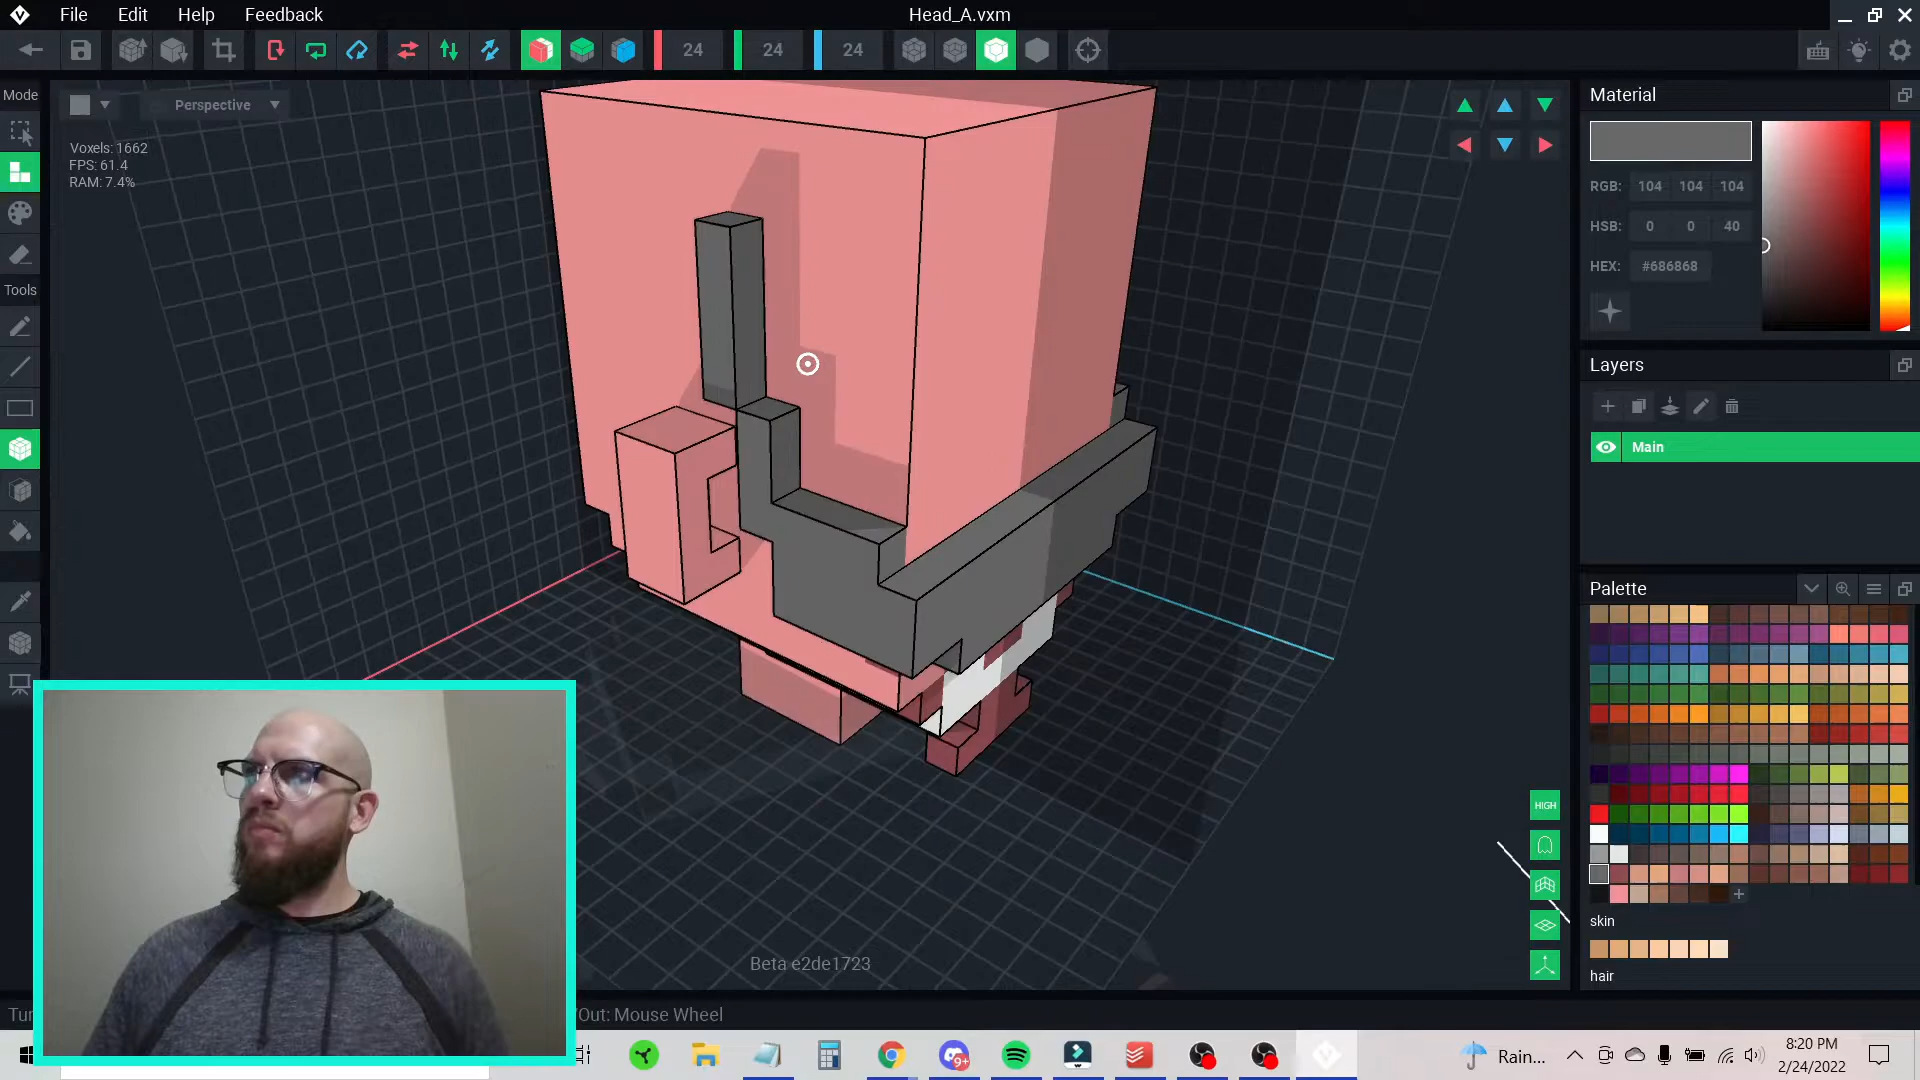 File Edit Help Feedback
Head_A.vxm
24 24 24
Mode
Perspective
Voxels: 1662
FPS: 61.4
RAM: 7.4%
Tools
Material
RGB: 104 104 104
HSB: 0 0 40
HEX: #686868
Layers
Main
Palette
HIGH
skin
hair
Beta e2de1723
/Out: Mouse Wheel
9+
Rain...
8:20 PM
2/24/2022